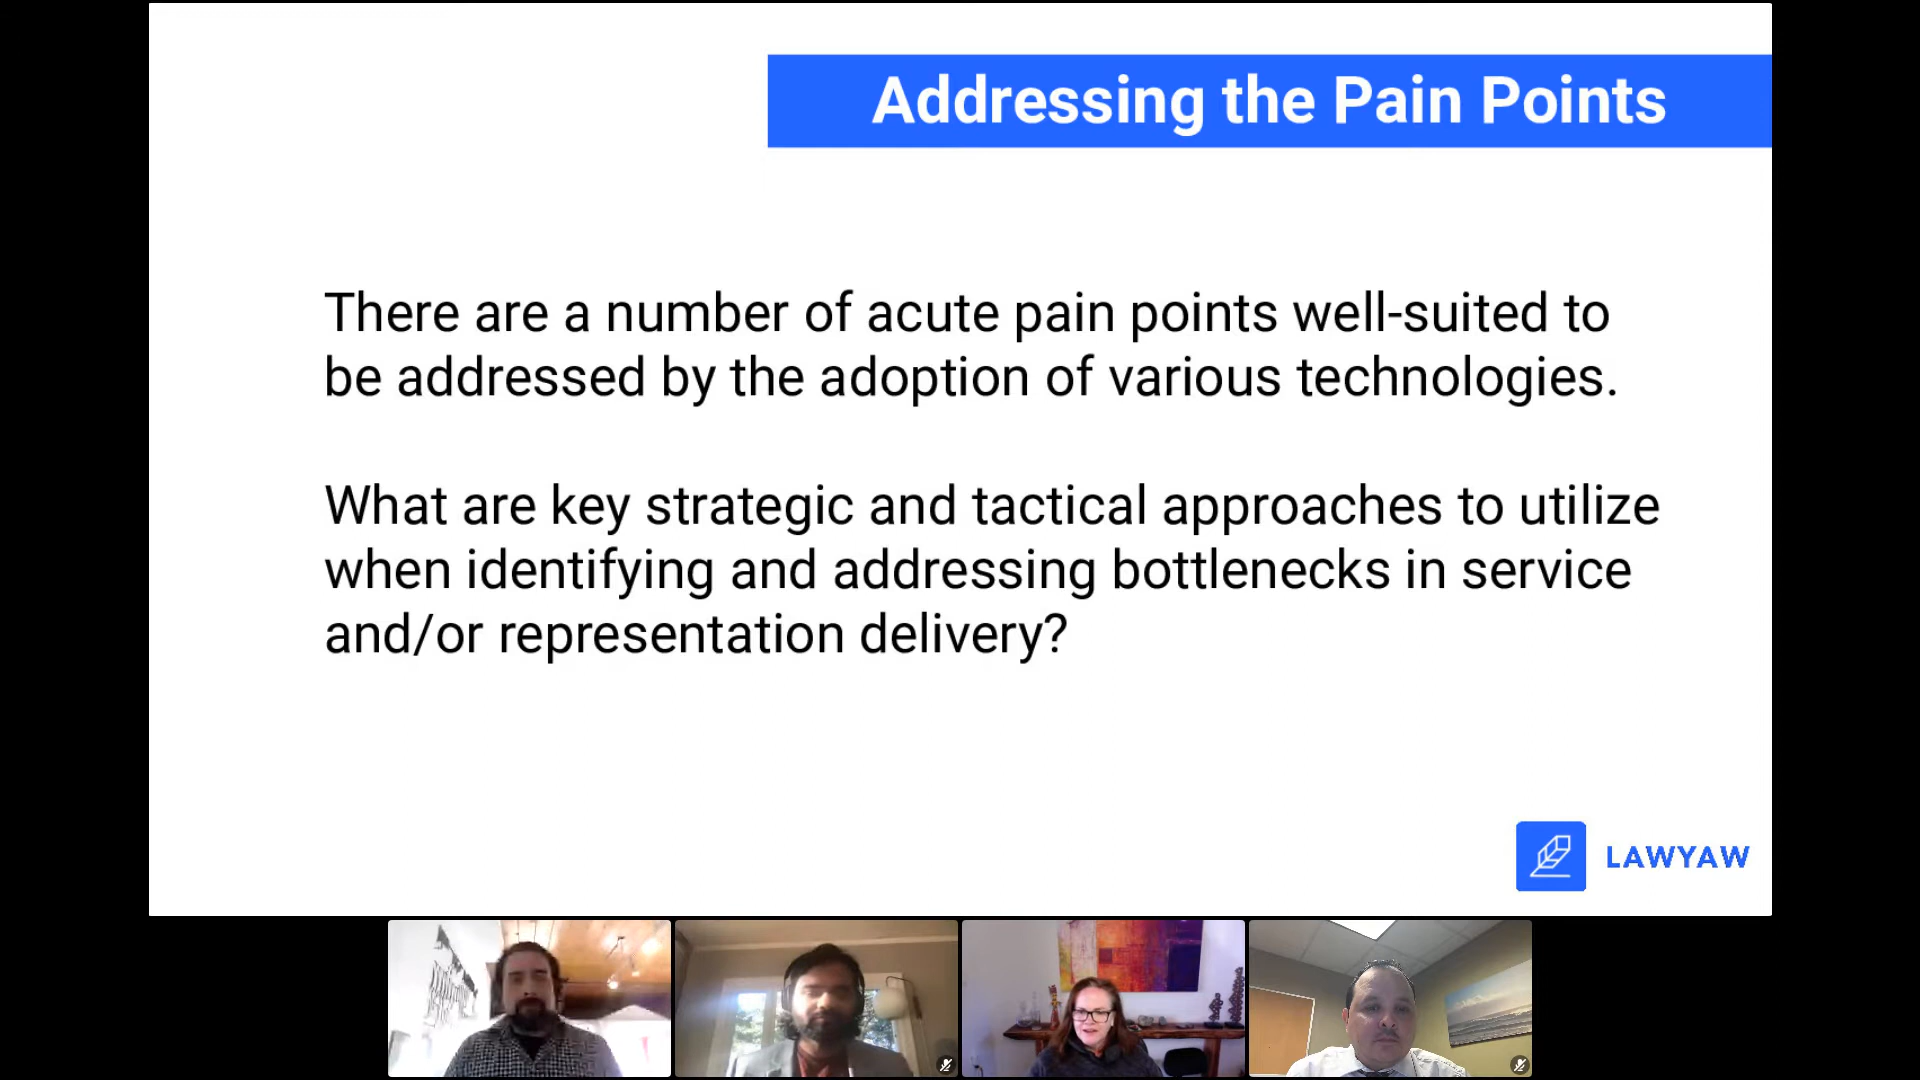 Addressing the Pain Points
There are a number of acute pain points well-suited to
be addressed by the adoption of various technologies.
What are key strategic and tactical approaches to utilize
when identifying and addressing bottlenecks in service
and/or representation delivery?
LAWYAW